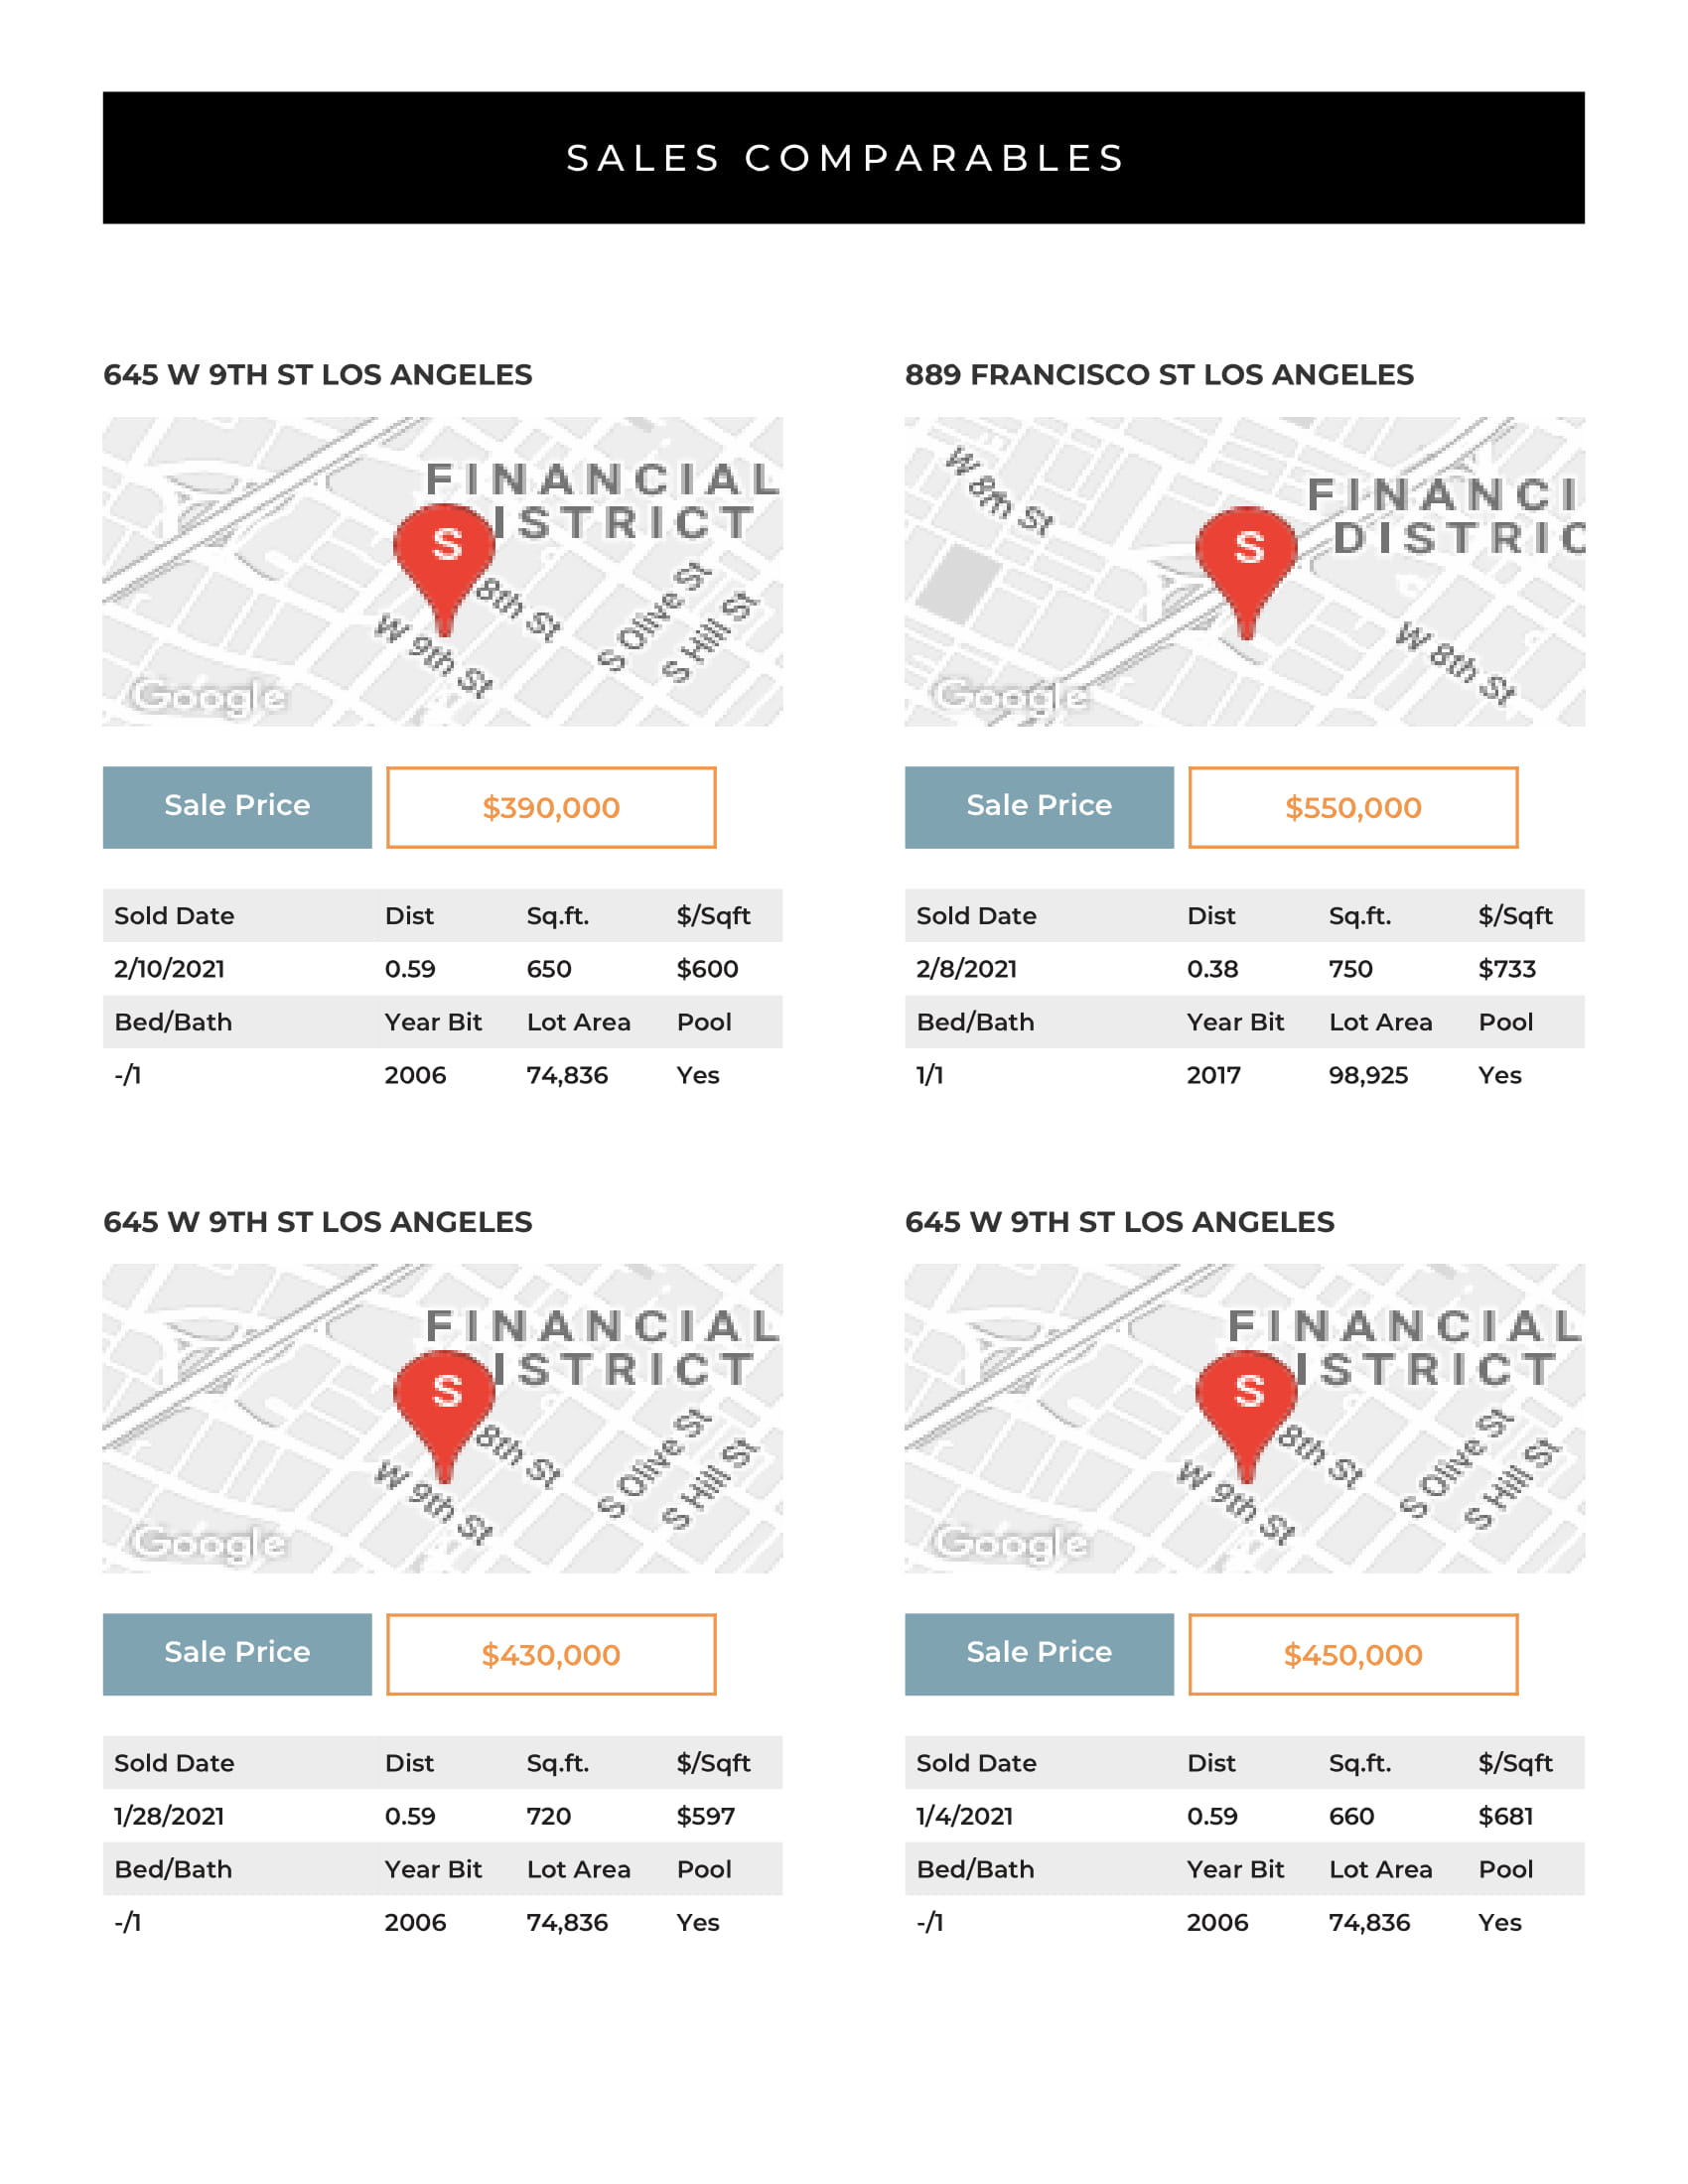 SALES COMPARABLES
645 W 9TH ST LOS ANGELES
FINANCIAL
ISTRICT
S
8th St
W 9th St
S Olive St
S Hill St
Google
Sale Price $390,000
Sold Date Dist Sq.ft. $/Sqft
2/10/2021 0.59 650 $600
Bed/Bath Year Bit Lot Area Pool
-/1 2006 74,836 Yes
889 FRANCISCO ST LOS ANGELES
W 8th St
FINANCI
DISTRIC
S
W 8th St
Google
Sale Price $550,000
Sold Date Dist Sq.ft. $/Sqft
2/8/2021 0.38 750 $733
Bed/Bath Year Bit Lot Area Pool
1/1 2017 98,925 Yes
645 W 9TH ST LOS ANGELES
FINANCIAL
ISTRICT
S
8th St
W 9th St
S Olive St
S Hill St
Google
Sale Price $430,000
Sold Date Dist Sq.ft. $/Sqft
1/28/2021 0.59 720 $597
Bed/Bath Year Bit Lot Area Pool
-/1 2006 74,836 Yes
645 W 9TH ST LOS ANGELES
FINANCIAL
ISTRICT
S
8th St
W 9th St
S Olive St
S Hill St
Google
Sale Price $450,000
Sold Date Dist Sq.ft. $/Sqft
1/4/2021 0.59 660 $681
Bed/Bath Year Bit Lot Area Pool
-/1 2006 74,836 Yes